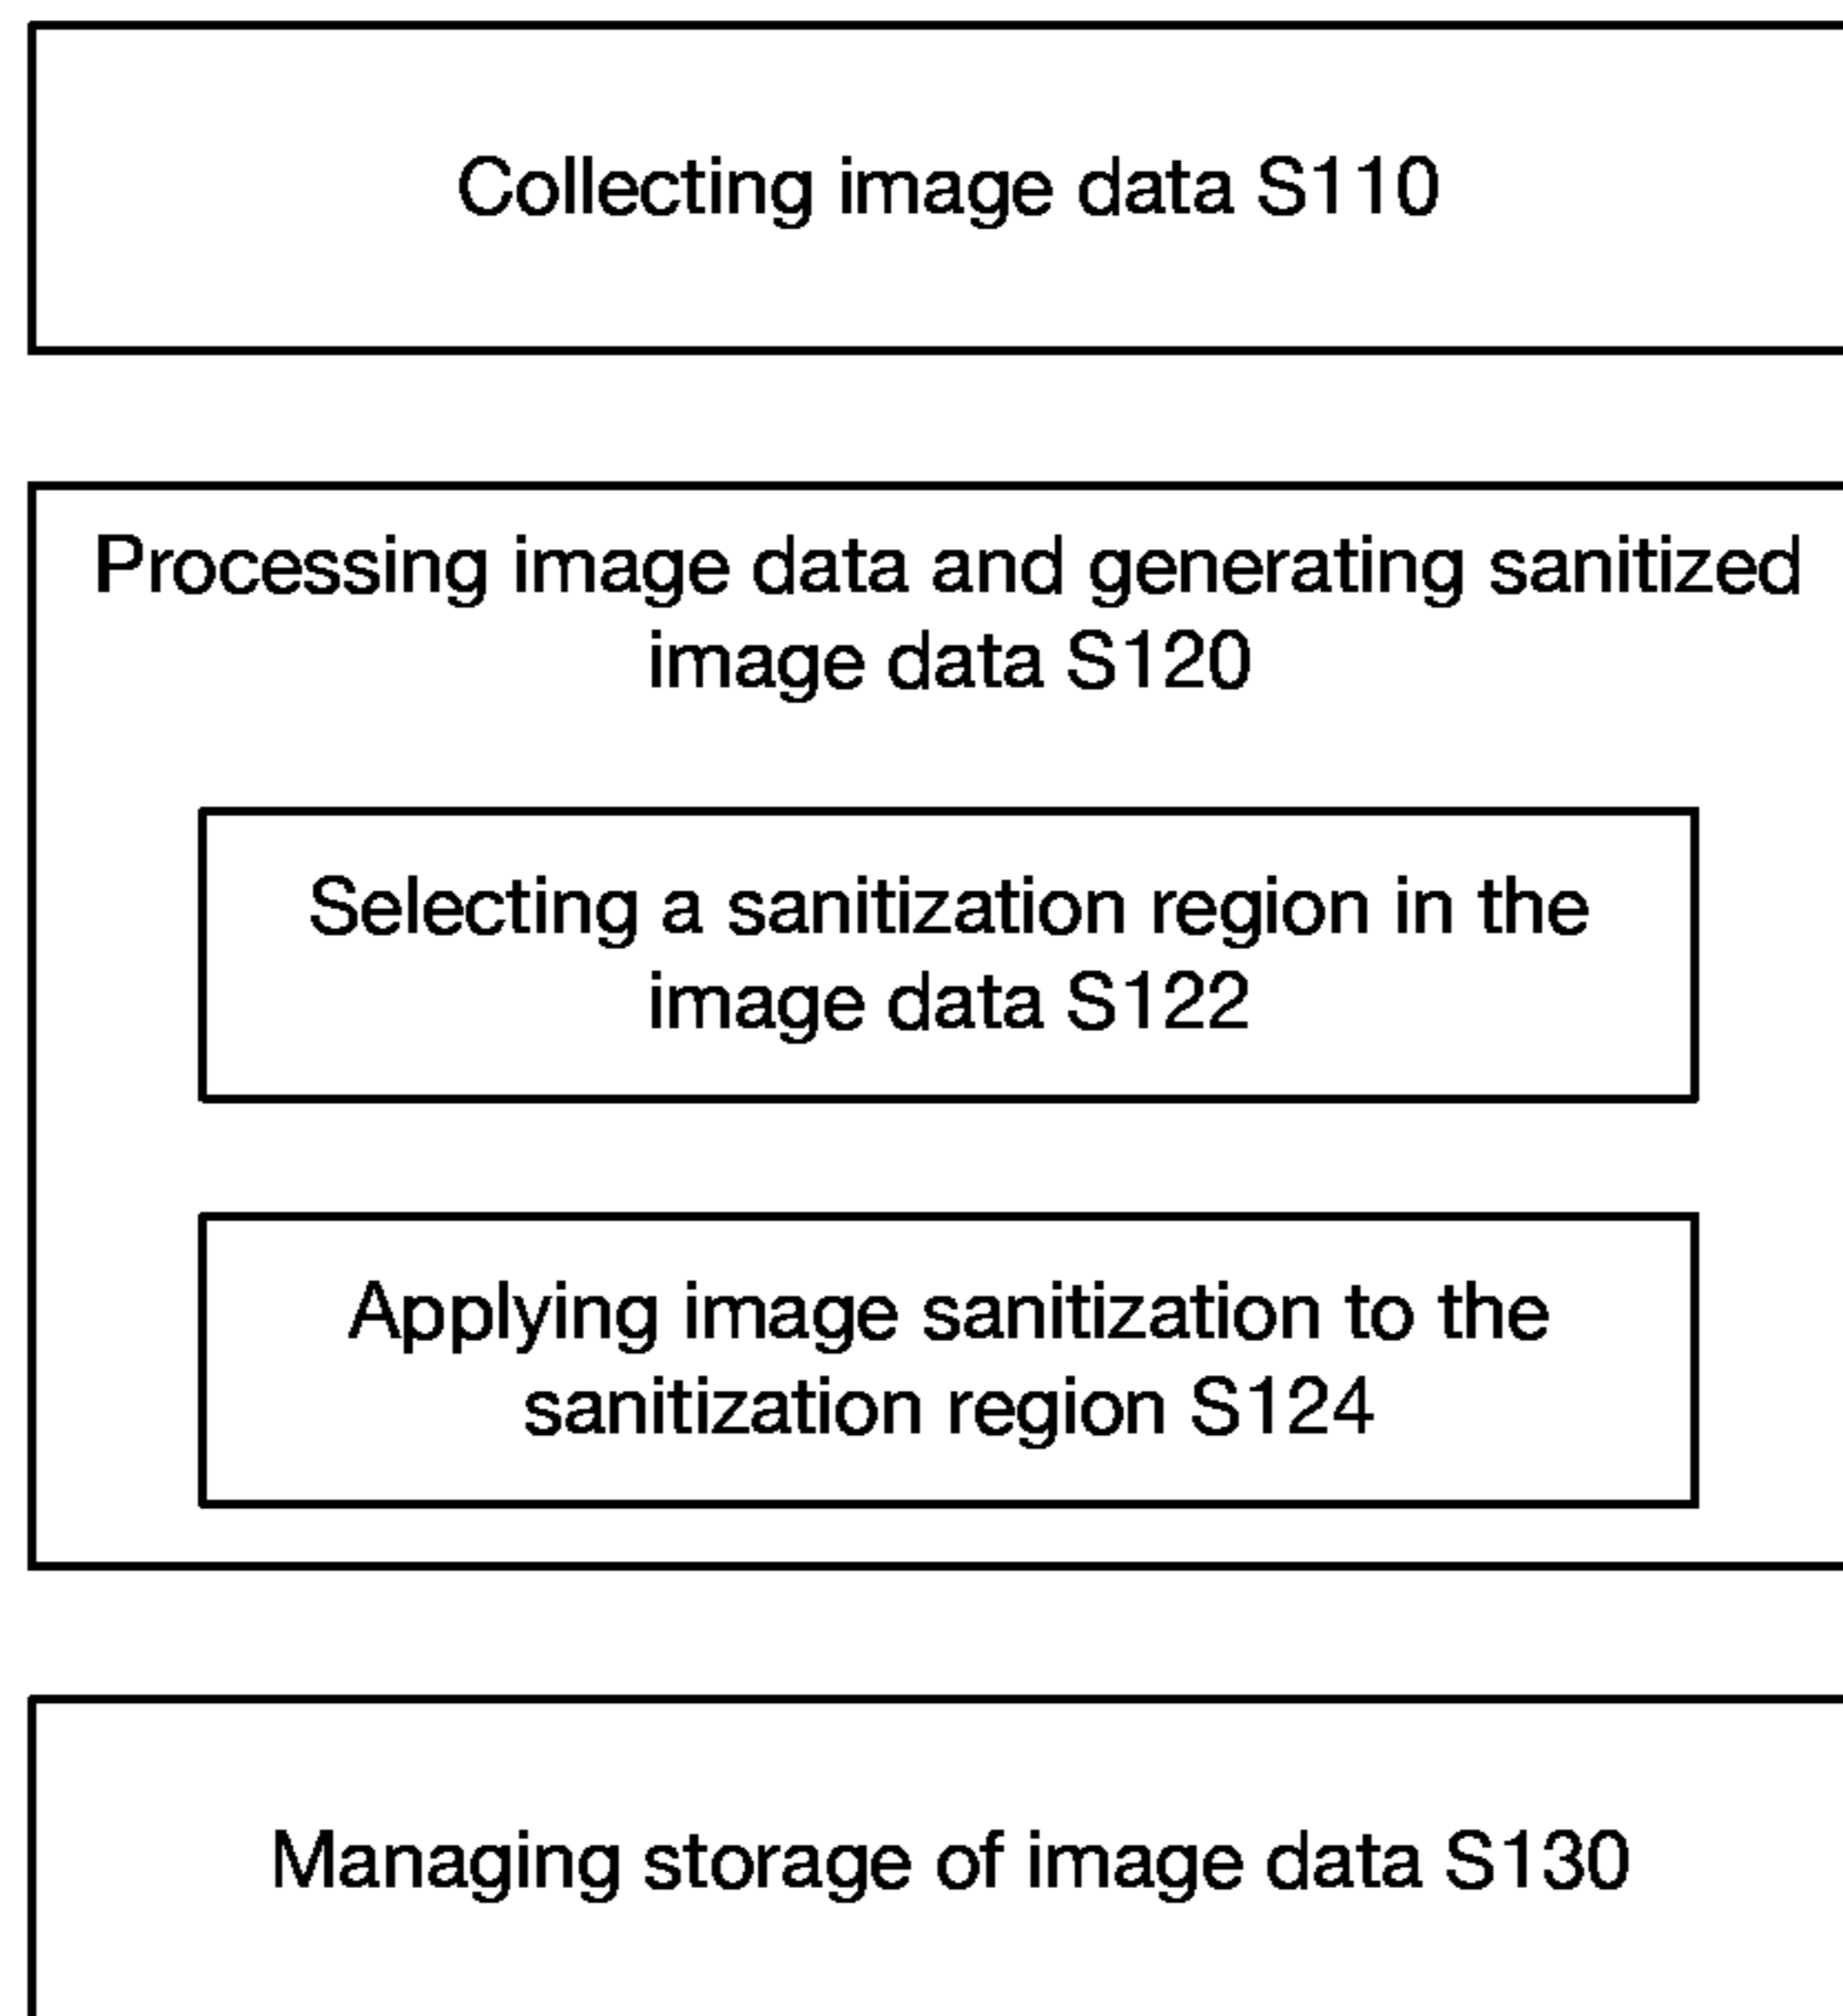 Collecting image data S110
Processing image data and generating sanitized
image data S120
Selecting a sanitization region in the
image data S122
Applying image sanitization to the
sanitization region S124
Managing storage of image data S130